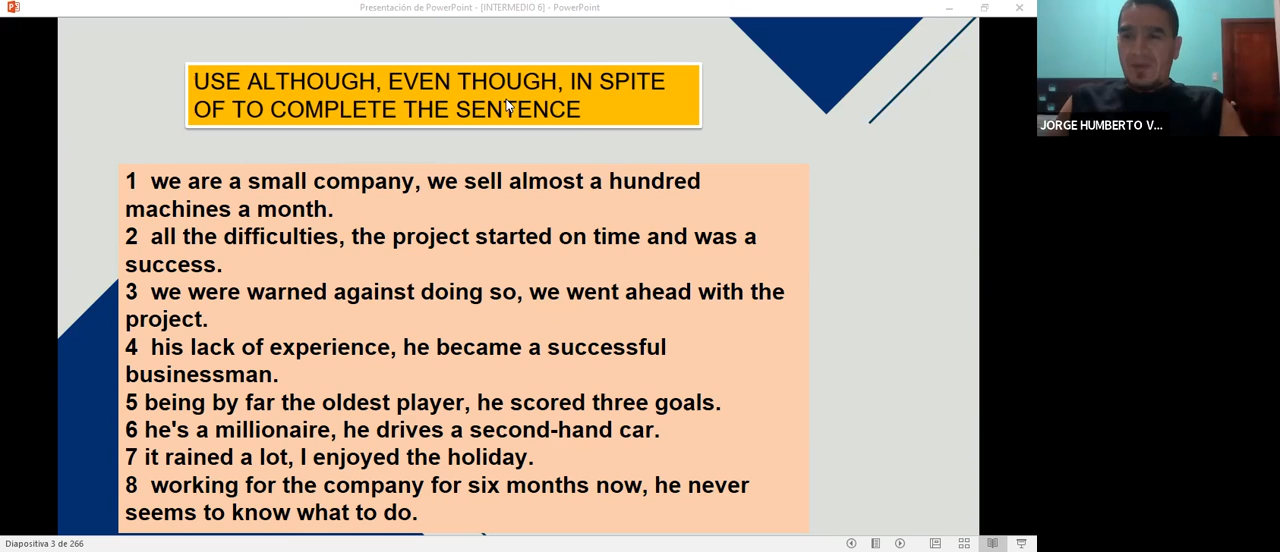 Presentación de PowerPoint - [INTERMEDIO 6] - PowerPoint
USE ALTHOUGH, EVEN THOUGH, IN SPITE
OF TO COMPLETE THE SENTENCE
1 we are a small company, we sell almost a hundred
machines a month.
2 all the difficulties, the project started on time and was a
success.
3 we were warned against doing so, we went ahead with the
project.
4 his lack of experience, he became a successful
businessman.
5 being by far the oldest player, he scored three goals.
6 he's a millionaire, he drives a second-hand car.
7 it rained a lot, I enjoyed the holiday.
8 working for the company for six months now, he never
seems to know what to do.
JORGE HUMBERTO V...
Diapositiva 3 de 266